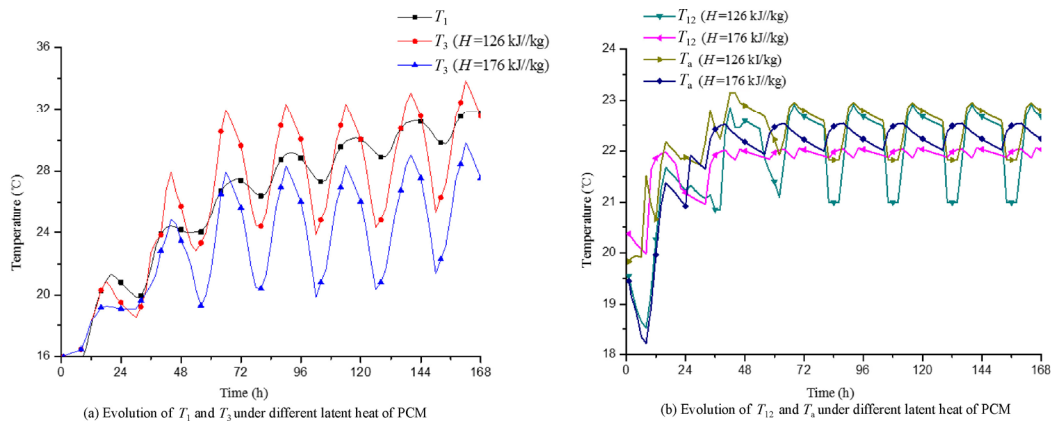 T1
T3 (H=126 kJ//kg)
T3 (H=176 kJ//kg)
36
32
28
24
20
16
Temperature (℃)
0 24 48 72 96 120 144 168
Time (h)
(a) Evolution of T1 and T3 under different latent heat of PCM
T12 (H=126 kJ//kg)
T12 (H=176 kJ//kg)
Ta (H=126 kJ/kg)
Ta (H=176 kJ//kg)
24
23
22
21
20
19
18
Temperature (℃)
0 24 48 72 96 120 144 168
Time (h)
(b) Evolution of T12 and Ta under different latent heat of PCM